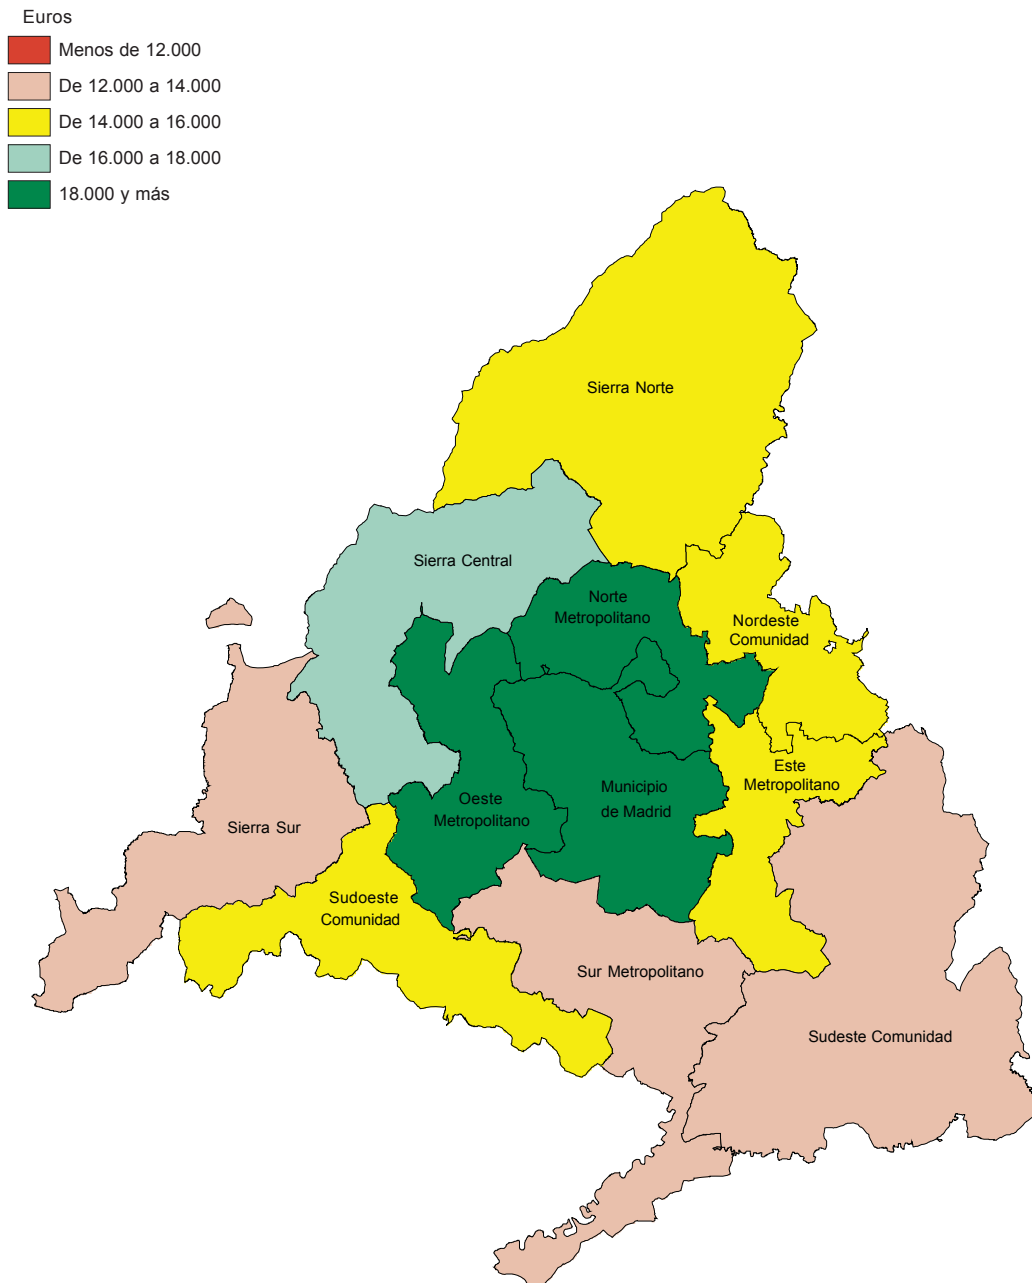 Euros
Menos de 12.000
De 12.000 a 14.000
De 14.000 a 16.000
De 16.000 a 18.000
18.000 y más
Sierra Norte
Sierra Central
Norte
Metropolitano
Nordeste
Comunidad
Este
Metropolitano
Municipio
de Madrid
Oeste
Metropolitano
Sierra Sur
Sudoeste
Comunidad
Sur Metropolitano
Sudeste Comunidad